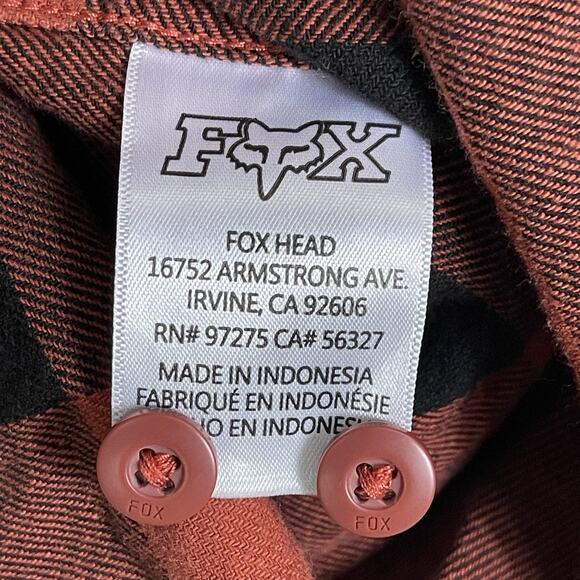 FOX
FOX HEAD
16752 ARMSTRONG AVE.
IRVINE, CA 92606
RN# 97275 CA# 56327
MADE IN INDONESIA
FABRIQUÉ EN INDONÉSIE
EN
FOX
FOX